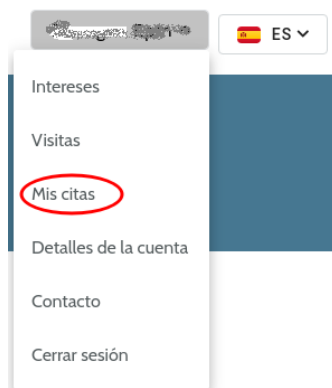 ES
Intereses
Visitas
Mis citas
Detalles de la cuenta
Contacto
Cerrar sesión